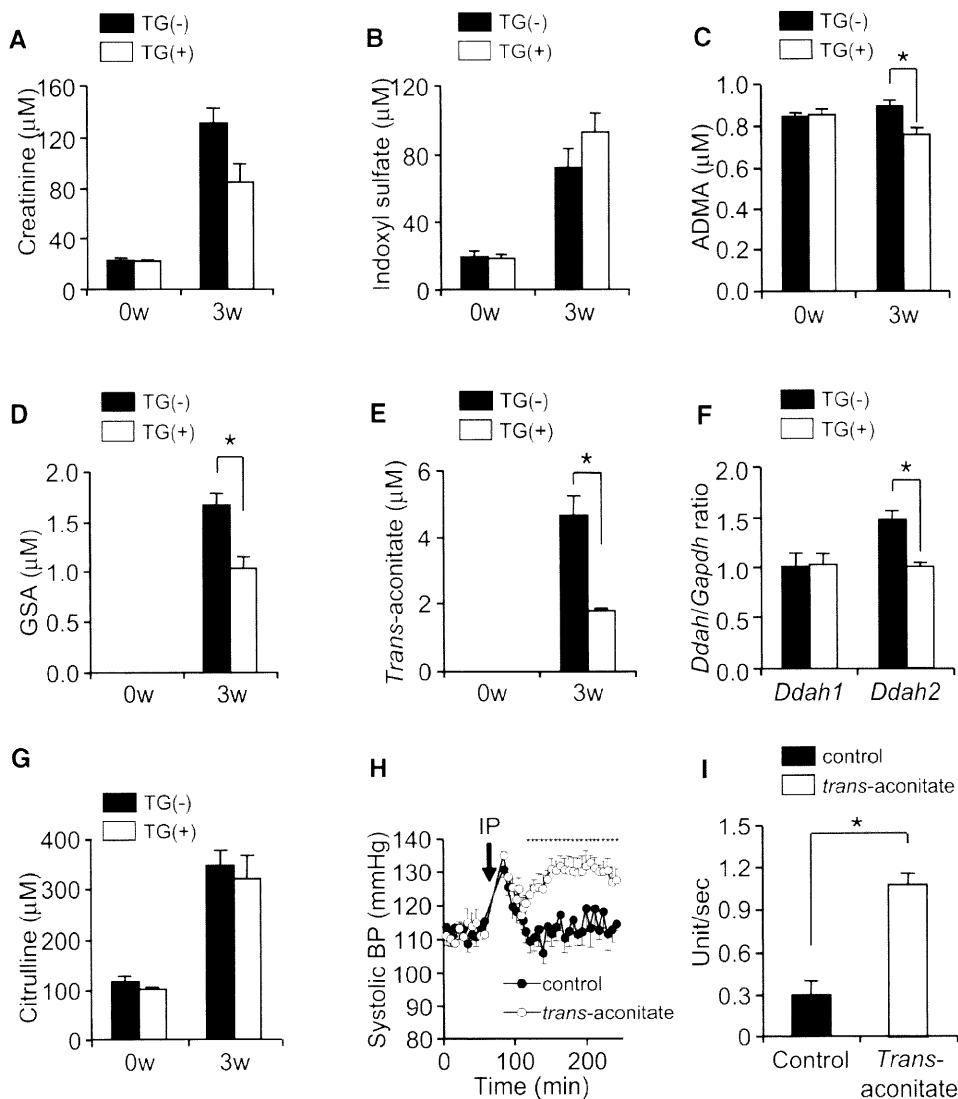 A
TG(-)
TG(+)
Creatinine (µM)
160
120
80
40
0
0w
3w
B
TG(-)
TG(+)
Indoxyl sulfate (µM)
120
80
40
0
0w
3w
C
TG(-)
TG(+)
*
ADMA (µM)
1.0
0.8
0.6
0.4
0.2
0.0
0w
3w
D
TG(-)
TG(+)
*
GSA (µM)
2.0
1.5
1.0
0.5
0.0
0w
3w
E
TG(-)
TG(+)
*
Trans-aconitate (µM)
6
4
2
0
0w
3w
F
TG(-)
TG(+)
*
Ddah/Gapdh ratio
2.0
1.5
1.0
0.5
0.0
Ddah1
Ddah2
G
TG(-)
TG(+)
Citrulline (µM)
400
300
200
100
0
0w
3w
H
IP
Systolic BP (mmHg)
140
130
120
110
100
90
80
control
trans-aconitate
0
100
200
Time (min)
I
control
trans-aconitate
*
Unit/sec
1.5
1.2
0.9
0.6
0.3
0
Control
Trans-
aconitate